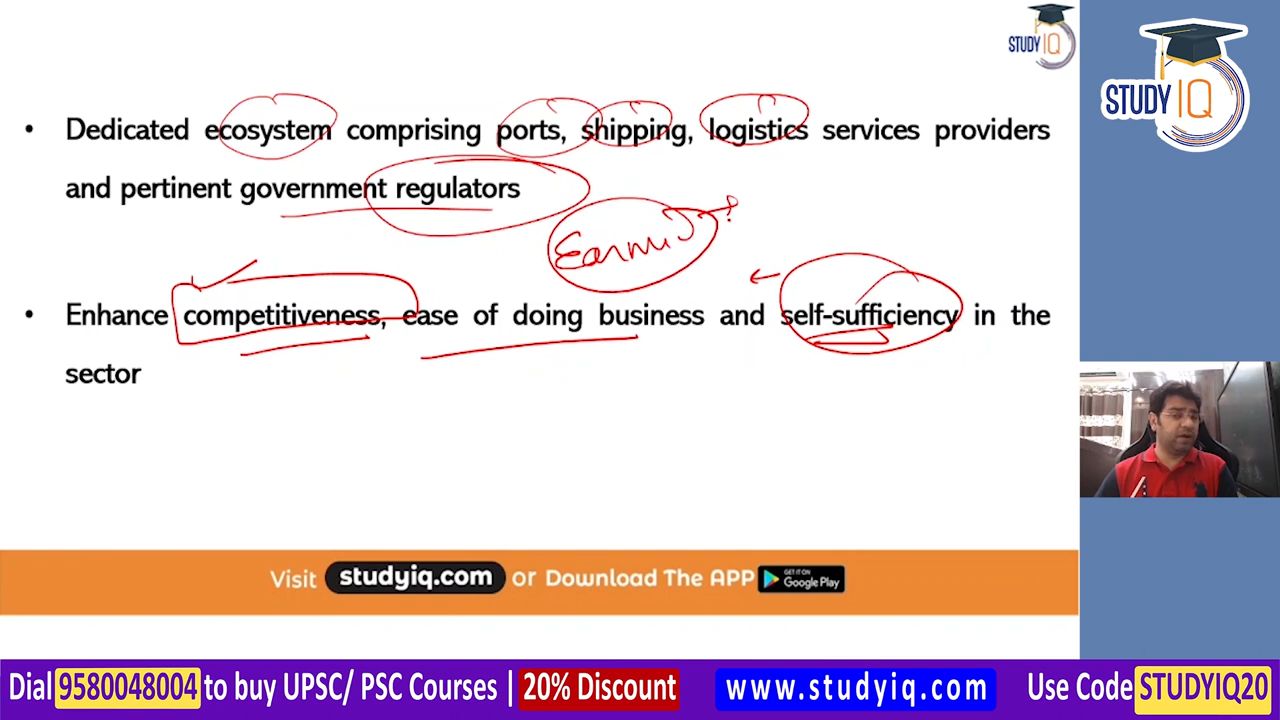 STUDY IQ
STUDY IQ
• Dedicated ecosystem comprising ports, shipping, logistics services providers
and pertinent government regulators
• Enhance competitiveness, ease of doing business and self-sufficiency in the
sector
Visit studyiq.com or Download The APP GET IT ON Google Play
Dial 9580048004 to buy UPSC/ PSC Courses | 20% Discount www.studyiq.com Use Code STUDYIQ20